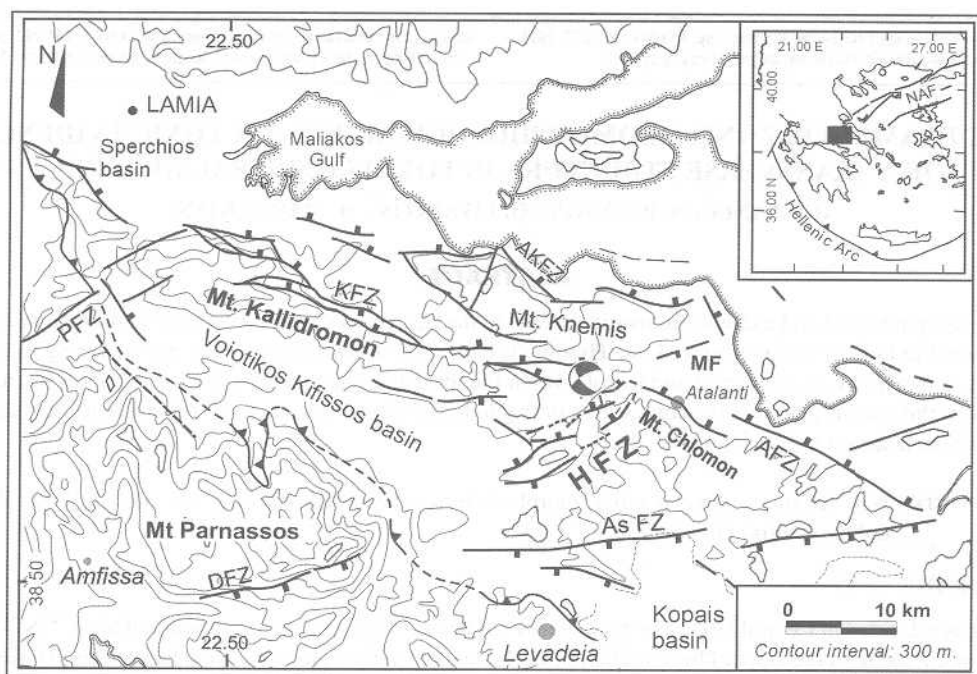 22.50
N
LAMIA
Sperchios
basin
Maliakos
Gulf
21.00 E
27.00 E
40.00
NAF
36.00 N
Hellenic Arc
AKFZ
KFZ
Mt. Kallidromon
Mt. Knemis
PFZ
Voiotikos Kifissos basin
MF
Atalanti
Mt. Chlomon
AFZ
HFZ
As FZ
Mt Parnassos
Amfissa
DFZ
38.50
22.50
Levadeia
Kopais
basin
0 10 km
Contour interval: 300 m.